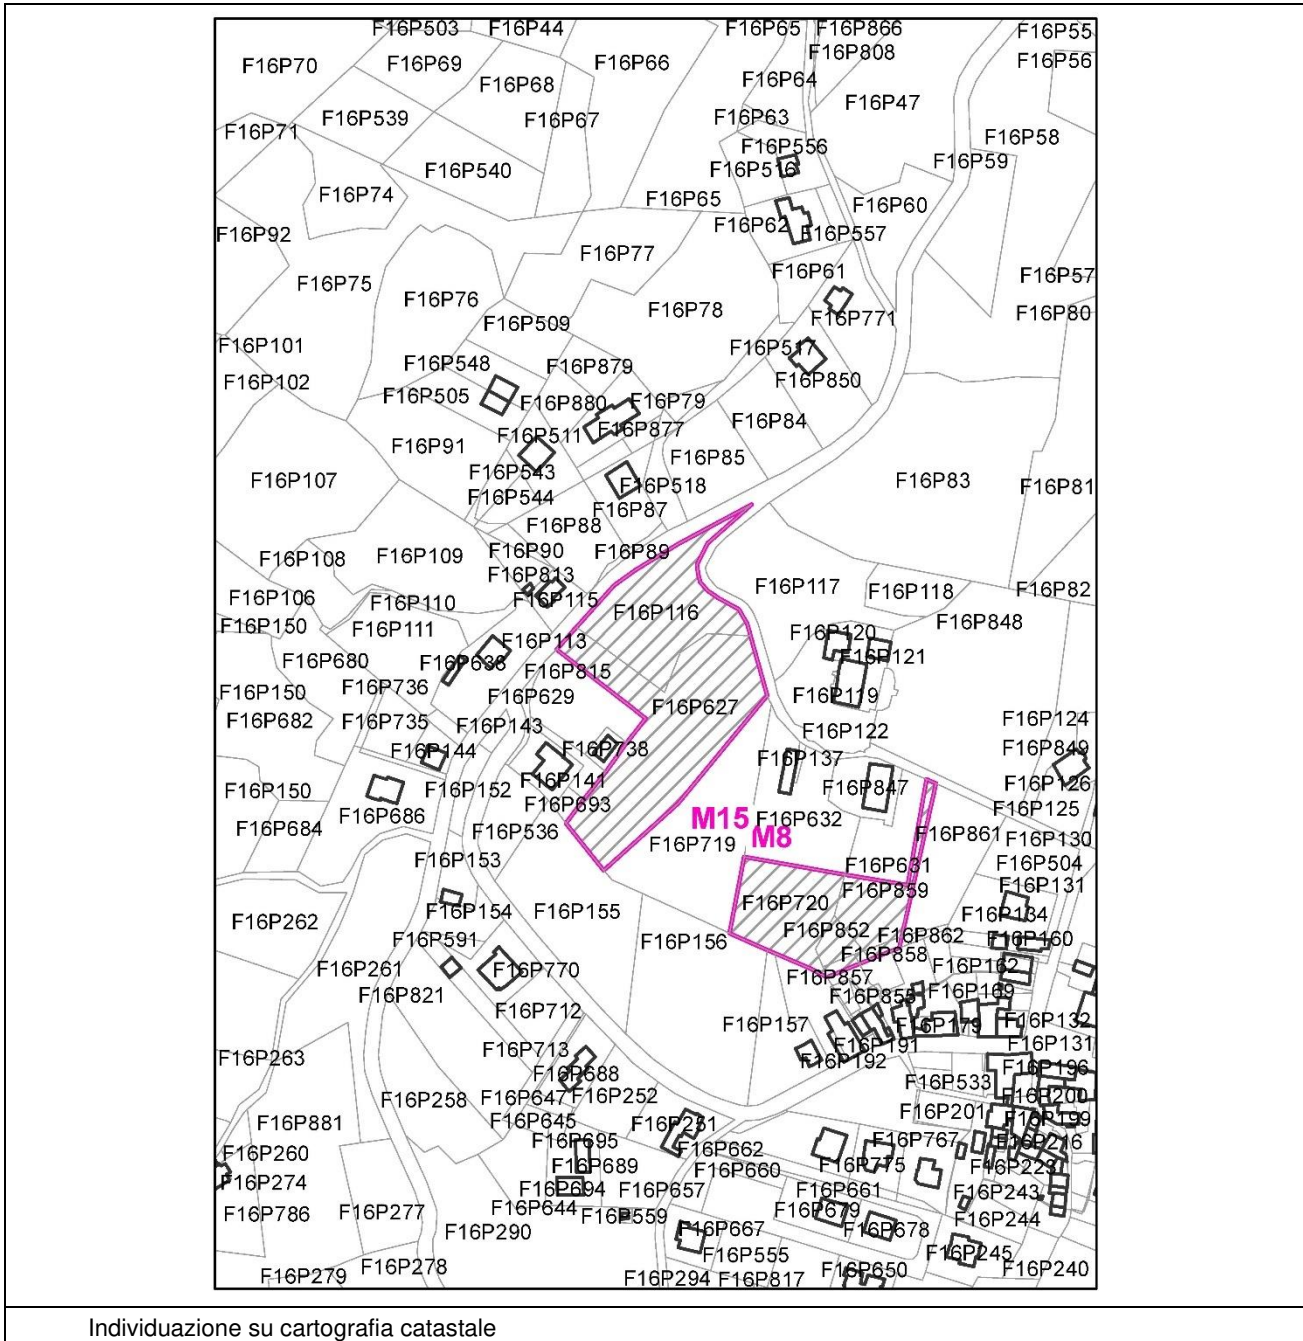 F16P503 F16P44 F16P65 F16P866 F16P55
F16P70 F16P69 F16P66 F16P808 F16P56
F16P68 F16P64
F16P539 F16P67 F16P63 F16P47
F16P71 F16P556 F16P58
F16P540 F16P516 F16P59
F16P74 F16P65 F16P60
F16P92 F16P62 F16P557
F16P77 F16P61 F16P57
F16P75 F16P76 F16P78 F16P80
F16P509 F16P771
F16P101 F16P548 F16P879 F16P517
F16P102 F16P505 F16P880 F16P79 F16P850
F16P91 F16P511 F16P877 F16P84
F16P107 F16P543 F16P518 F16P85 F16P83 F16P81
F16P544 F16P87
F16P88
F16P108 F16P109 F16P90 F16P89
F16P813 F16P117 F16P118 F16P82
F16P106 F16P110 F16P115 F16P116
F16P150 F16P111 F16P113 F16P120 F16P848
F16P680 F16P638 F16P815 F16P121
F16P150 F16P736 F16P629 F16P627 F16P119
F16P682 F16P735 F16P143 F16P122 F16P124
F16P144 F16P738 F16P137 F16P849
F16P150 F16P152 F16P141 F16P847 F16P126
F16P686 F16P693 F16P125
F16P684 F16P536 M15 F16P632 F16P861 F16P130
F16P719 M8
F16P153 F16P631 F16P504
F16P859 F16P131
F16P262 F16P154 F16P155 F16P720 F16P134
F16P591 F16P156 F16P852 F16P862 F16P160
F16P858
F16P261 F16P770 F16P857 F16P162
F16P821 F16P855 F16P169
F16P712 F16P157 F16P179 F16P132
F16P713 F16P191 F16P131
F16P263 F16P688 F16P192 F16P196
F16P258 F16P647 F16P252 F16P533 F16P200
F16P881 F16P645 F16P251 F16P201 F16P199
F16P260 F16P695 F16P662 F16P767 F16P216
F16P274 F16P689 F16P660 F16P775 F16P223
F16P694 F16P657 F16P661 F16P243
F16P786 F16P277 F16P644 F16P559 F16P679 F16P244
F16P290 F16P667 F16P678
F16P278 F16P555 F16P245
F16P279 F16P294 F16P817 F16P650 F16P240
Individuazione su cartografia catastale